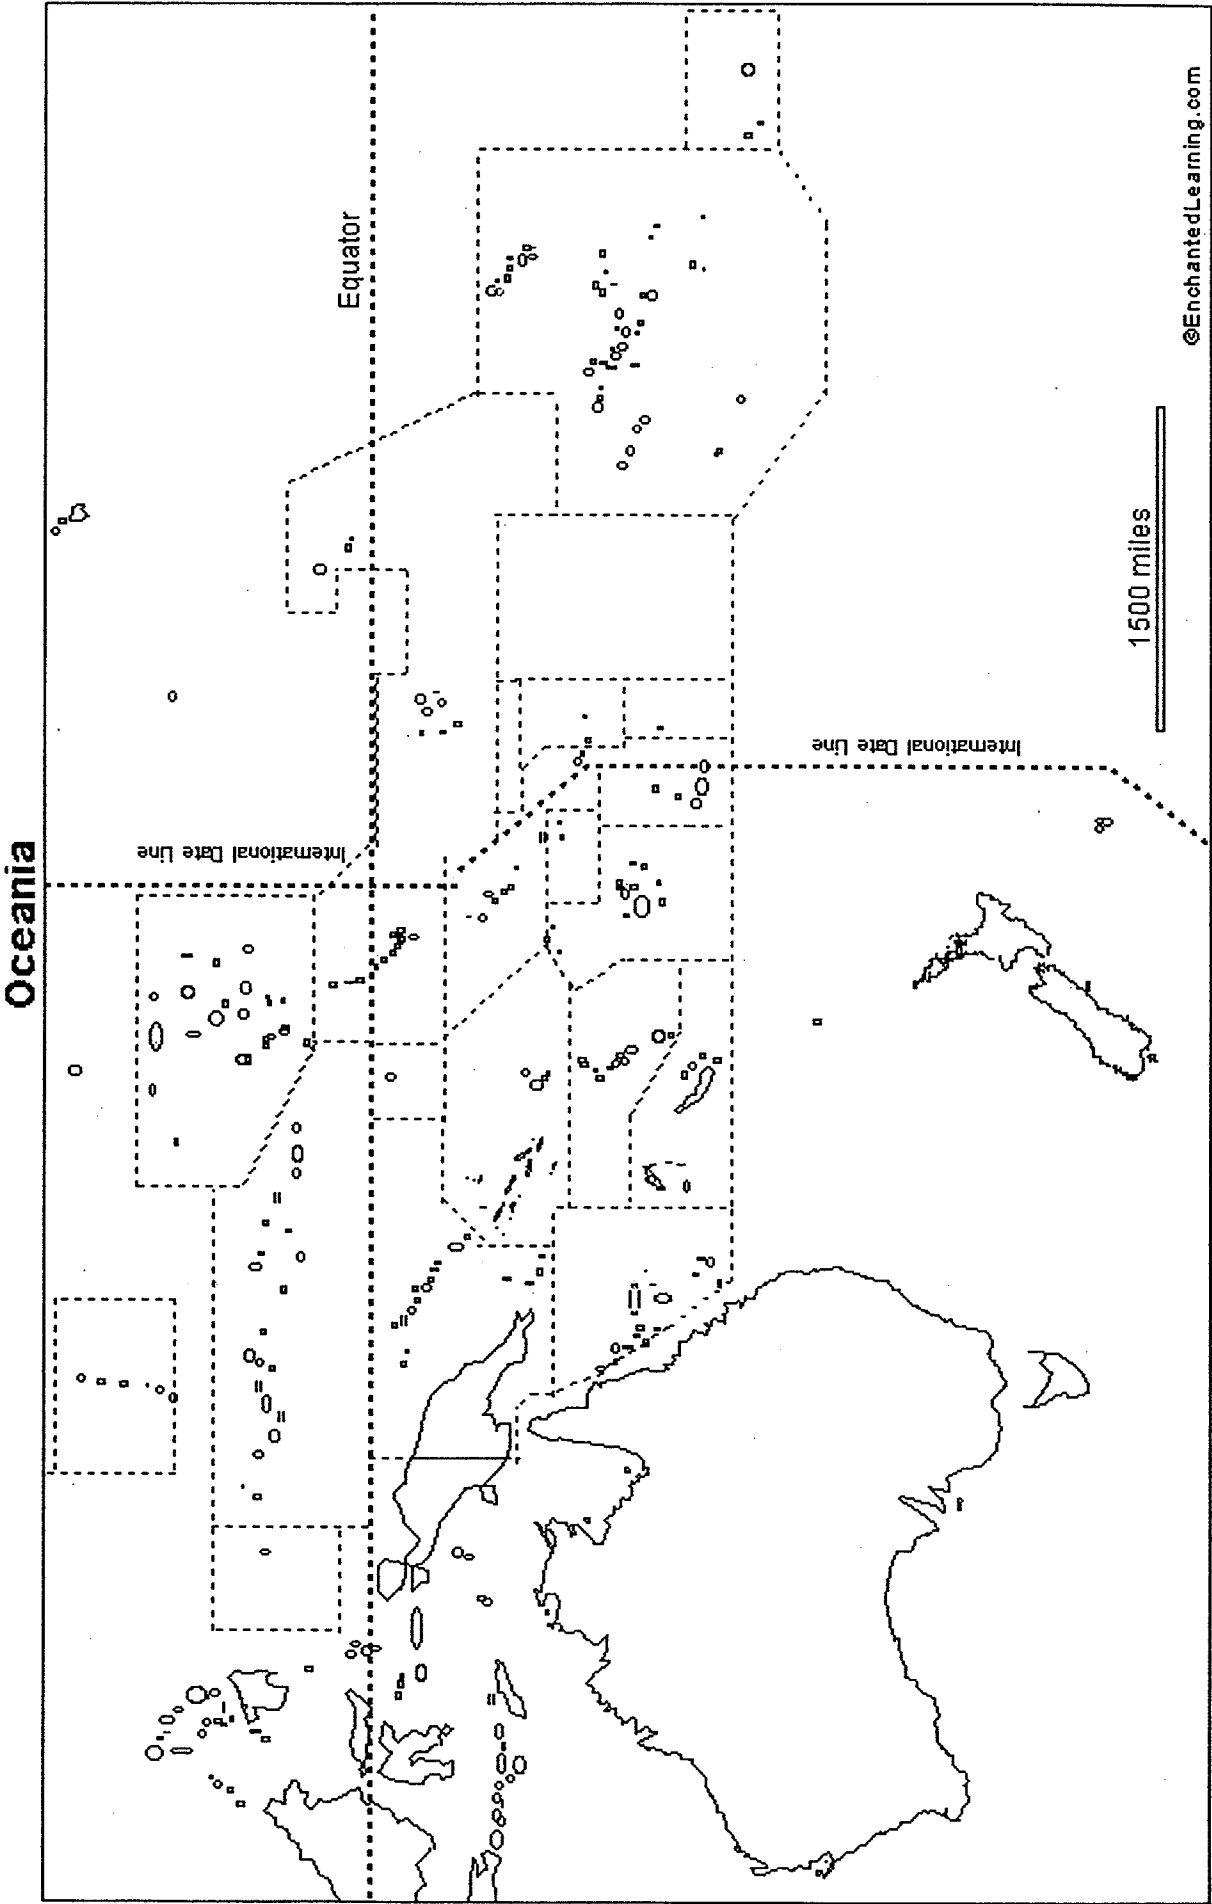 Oceania
International Date Line
Equator
International Date Line
1500 miles
©EnchantedLearning.com